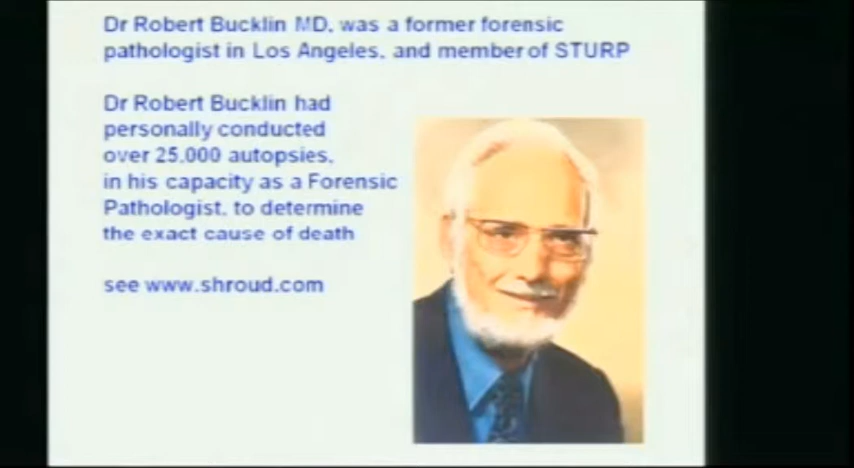 Dr Robert Bucklin MD, was a former forensic
pathologist in Los Angeles, and member of STURP
Dr Robert Bucklin had
personally conducted
over 25,000 autopsies,
in his capacity as a Forensic
Pathologist, to determine
the exact cause of death
see www.shroud.com